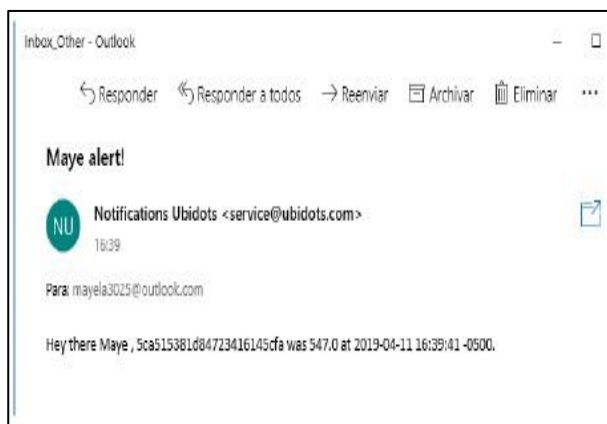 Inbox_Other - Outlook
Responder Responder a todos Reenviar Archivar Eliminar ...
Maye alert!
NU
Notifications Ubidots <service@ubidots.com>
16:39
Para: mayela3025@outlook.com
Hey there Maye , 5ca515381d84723416145cfa was 547.0 at 2019-04-11 16:39:41 -0500.